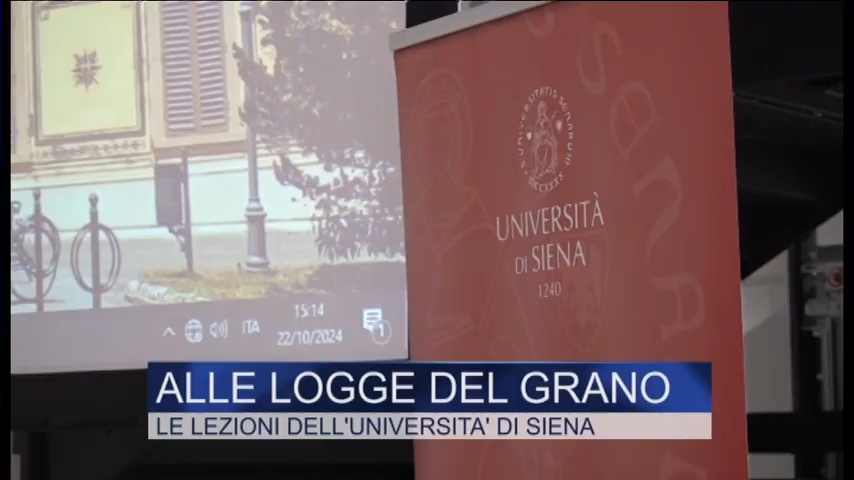 UNIVERSITÀ
DI SIENA
1240
15:14
ITA
22/10/2024
1
ALLE LOGGE DEL GRANO
LE LEZIONI DELL'UNIVERSITA' DI SIENA